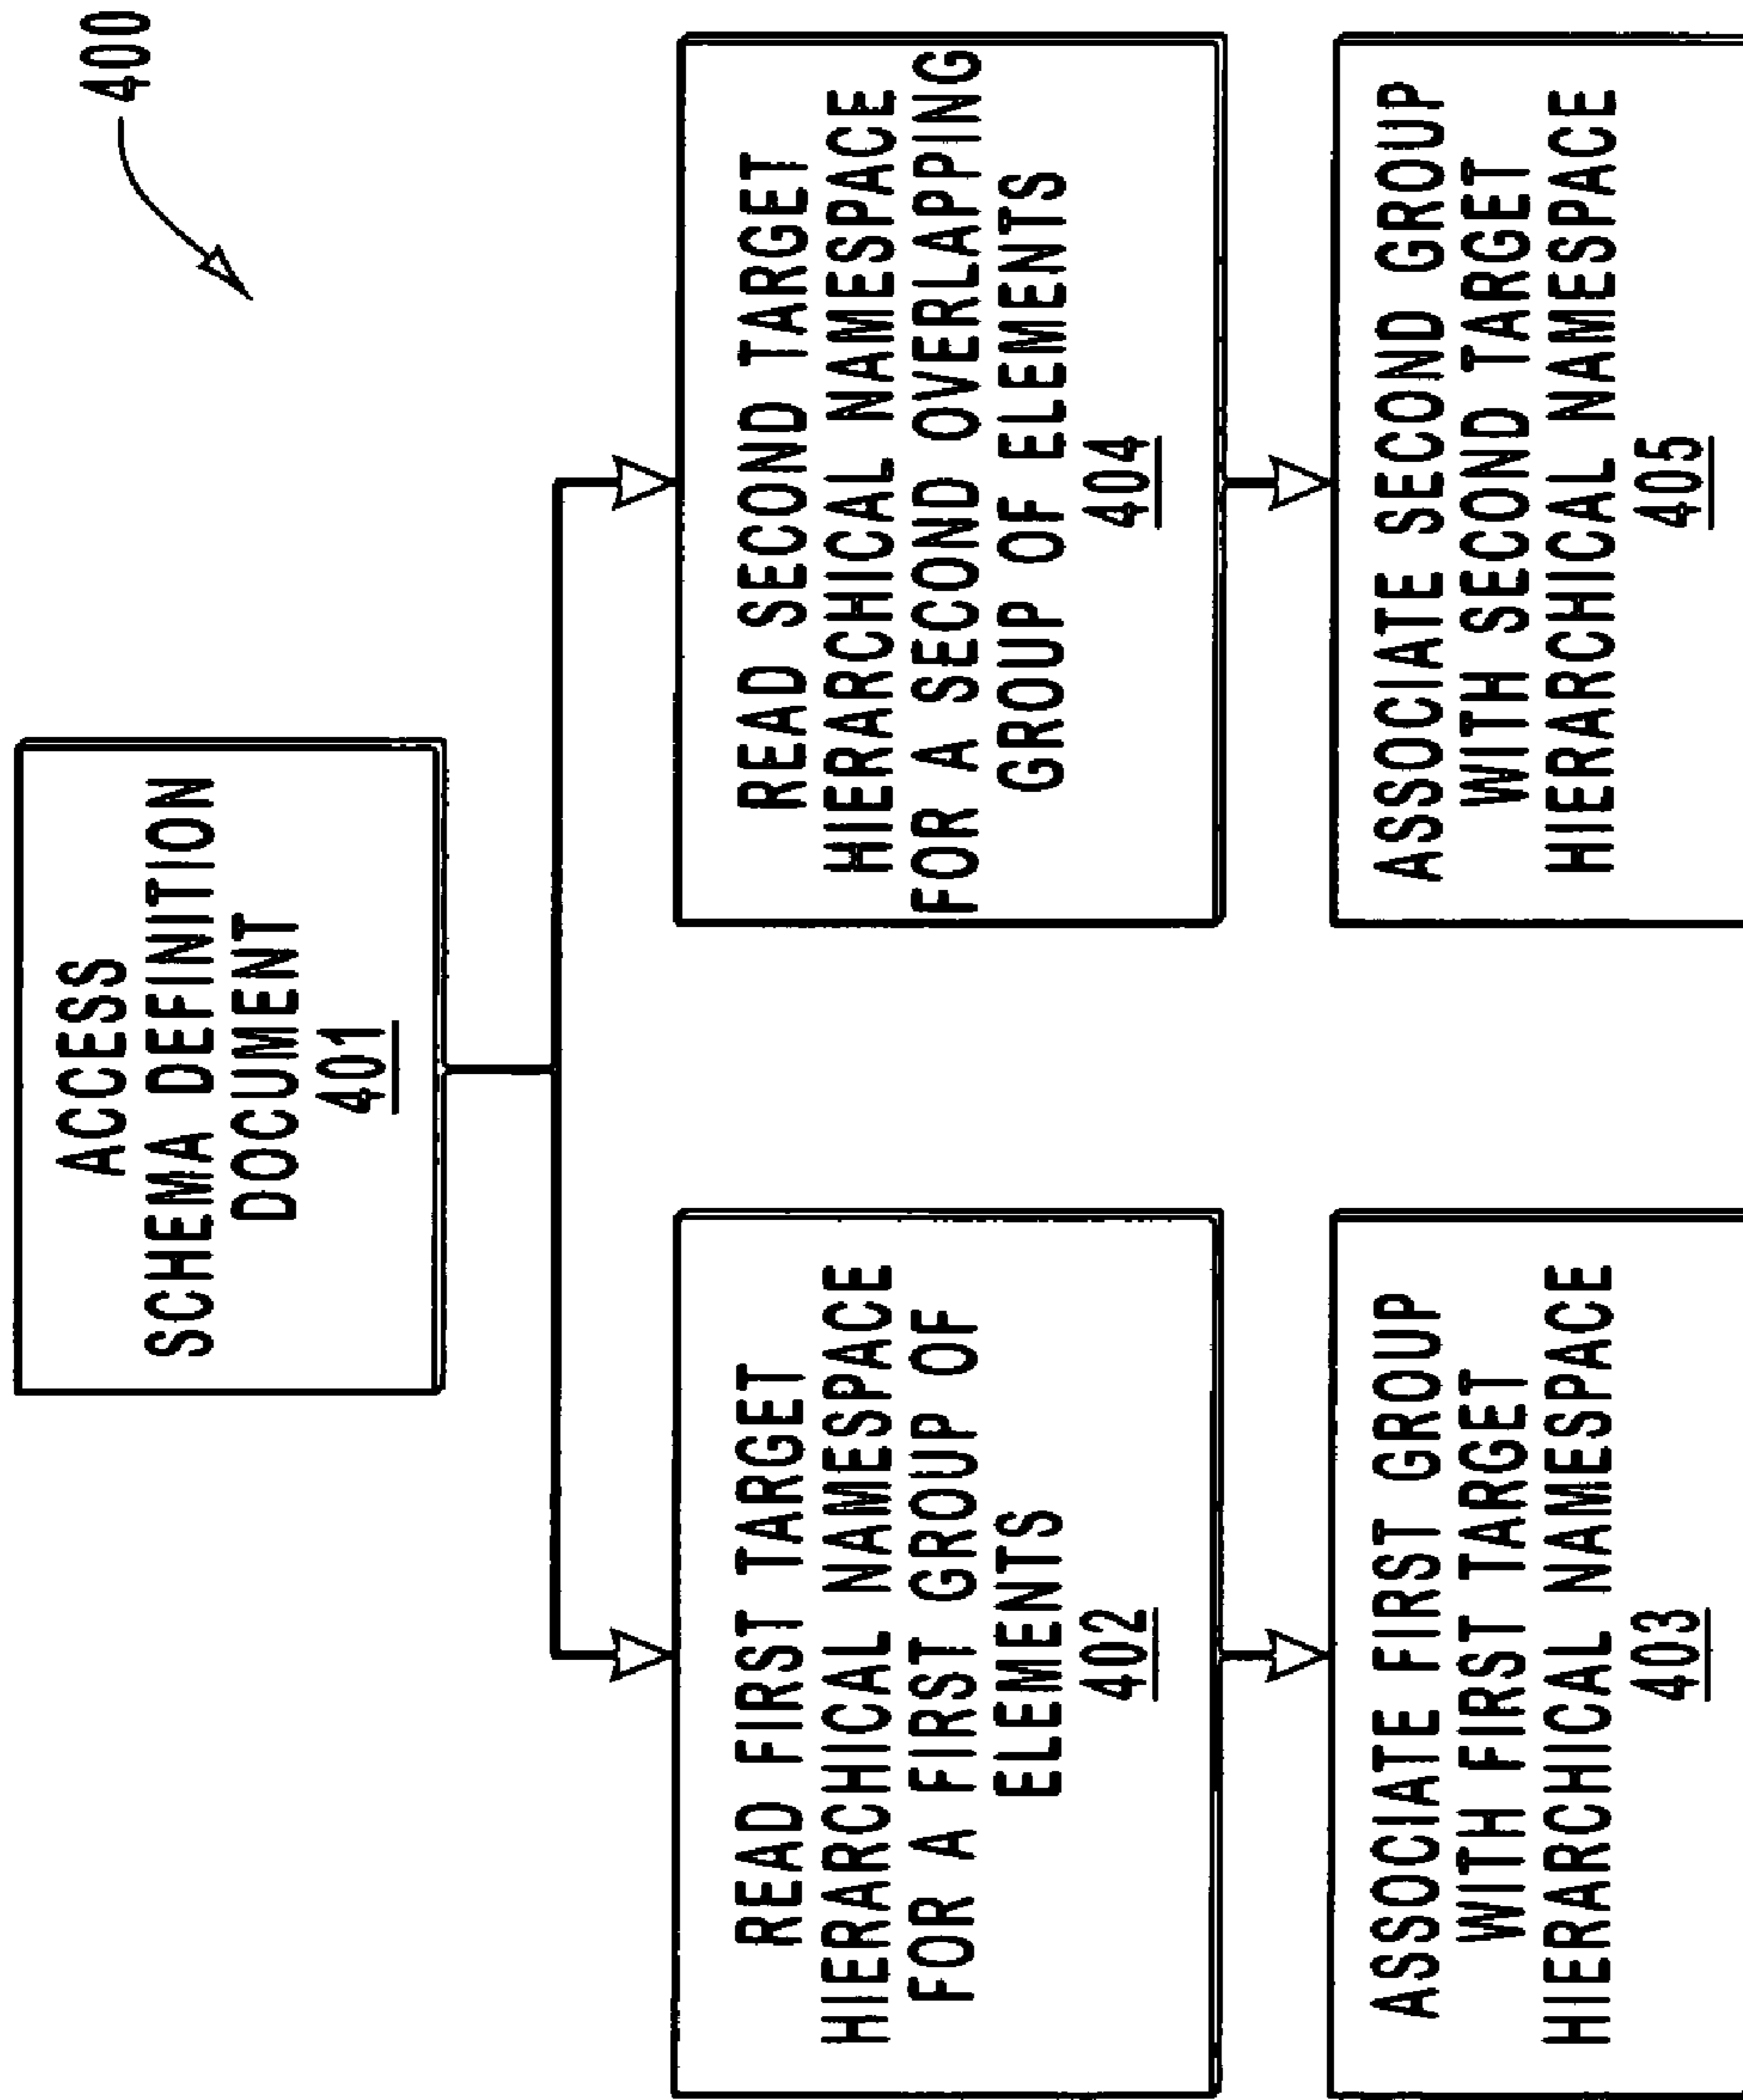 400
ACCESS
SCHEMA DEFINITION
DOCUMENT
401
READ FIRST TARGET
HIERARCHICAL NAMESPACE
FOR A FIRST GROUP OF
ELEMENTS
402
READ SECOND TARGET
HIERARCHICAL NAMESPACE
FOR A SECOND OVERLAPPING
GROUP OF ELEMENTS
404
ASSOCIATE FIRST GROUP
WITH FIRST TARGET
HIERARCHICAL NAMESPACE
403
ASSOCIATE SECOND GROUP
WITH SECOND TARGET
HIERARCHICAL NAMESPACE
405